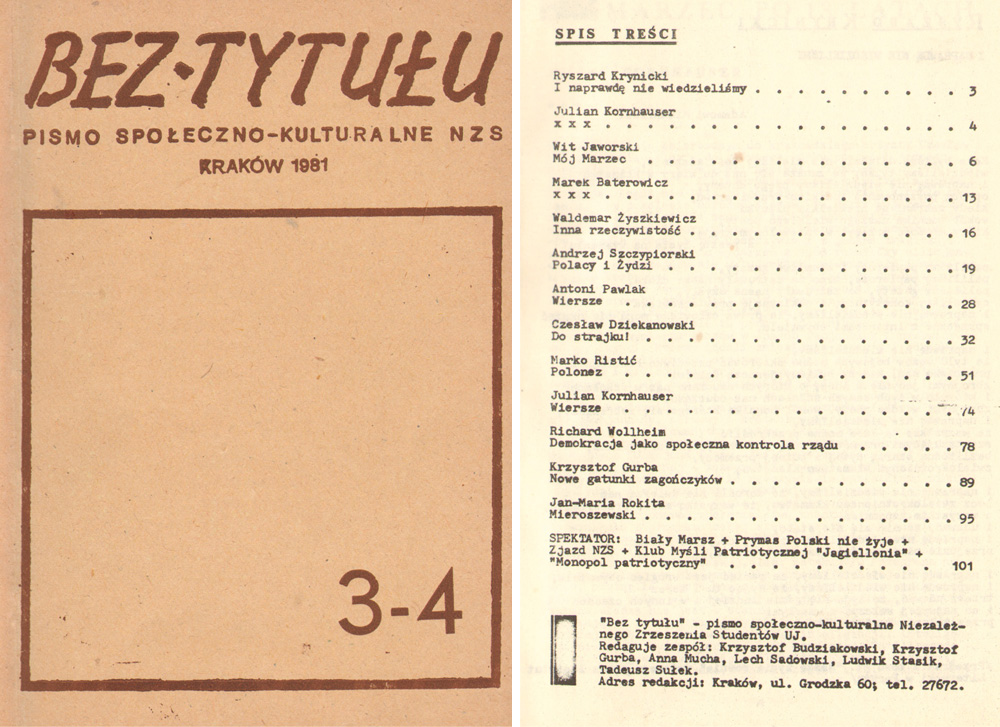 BEZ-TYTUŁU
PISMO SPOŁECZNO-KULTURALNE NZS
KRAKÓW 1981
3-4
SPIS TREŚCI
Ryszard Krynicki
I naprawdę nie wiedzieliśmy . . . . . . . . . . 3
Julian Kornhauser
x x x . . . . . . . . . . . . . . . . 4
Wit Jaworski
Mój Marzec . . . . . . . . . . . . . . 6
Marek Baterowicz
x x x . . . . . . . . . . . . . . . . 13
Waldemar Żyszkiewicz
Inna rzeczywistość . . . . . . . . . . . . 16
Andrzej Szczypiorski
Polacy i Żydzi . . . . . . . . . . . . . 19
Antoni Pawlak
Wiersze . . . . . . . . . . . . . . . 28
Czesław Dziekanowski
Do strajku! . . . . . . . . . . . . . . 32
Marko Ristić
Polonez . . . . . . . . . . . . . . . 51
Julian Kornhauser
Wiersze . . . . . . . . . . . . . . . 74
Richard Wollheim
Demokracja jako społeczna kontrola rządu . . . . . 78
Krzysztof Gurba
Nowe gatunki zagończyków . . . . . . . . . . 89
Jan-Maria Rokita
Mieroszewski . . . . . . . . . . . . . . 95
SPEKTATOR: Biały Marsz + Prymas Polski nie żyje +
Zjazd NZS + Klub Myśli Patriotycznej "Jagiellenia" +
"Monopol patriotyczny" . . . . . . . . . . 101
"Bez tytułu" - pismo społeczno-kulturalne Niezależ-
nego Zrzeszenia Studentów UJ.
Redaguje zespół: Krzysztof Budziakowski, Krzysztof
Gurba, Anna Mucha, Lech Sadowski, Ludwik Stasik,
Tadeusz Sułek.
Adres redakcji: Kraków, ul. Grodzka 60; tel. 27672.